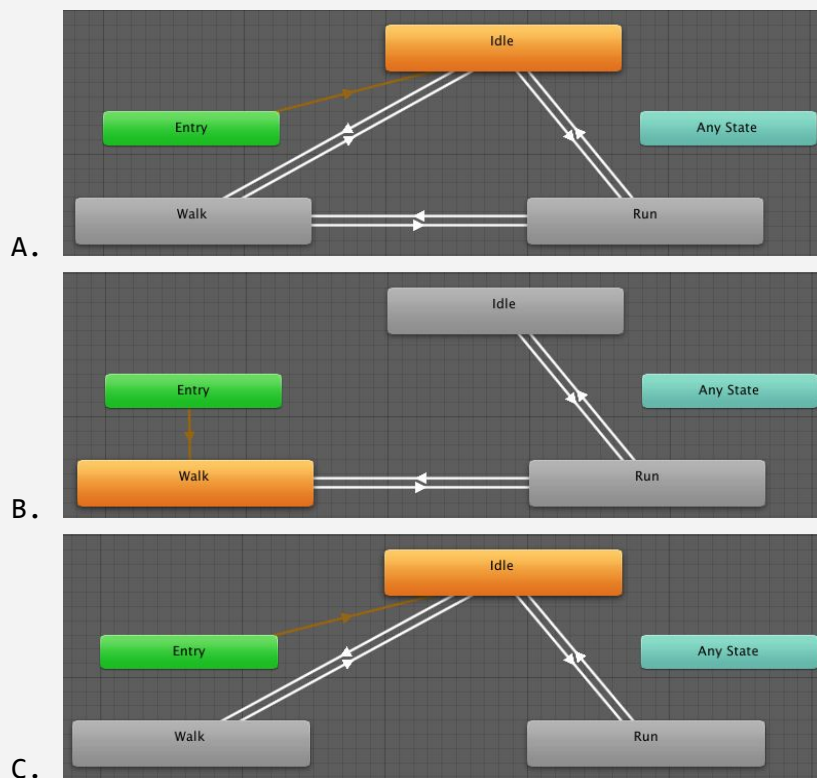 Idle
Entry
Any State
Walk
Run
A.
Idle
Entry
Any State
Walk
Run
B.
Idle
Entry
Any State
Walk
Run
C.